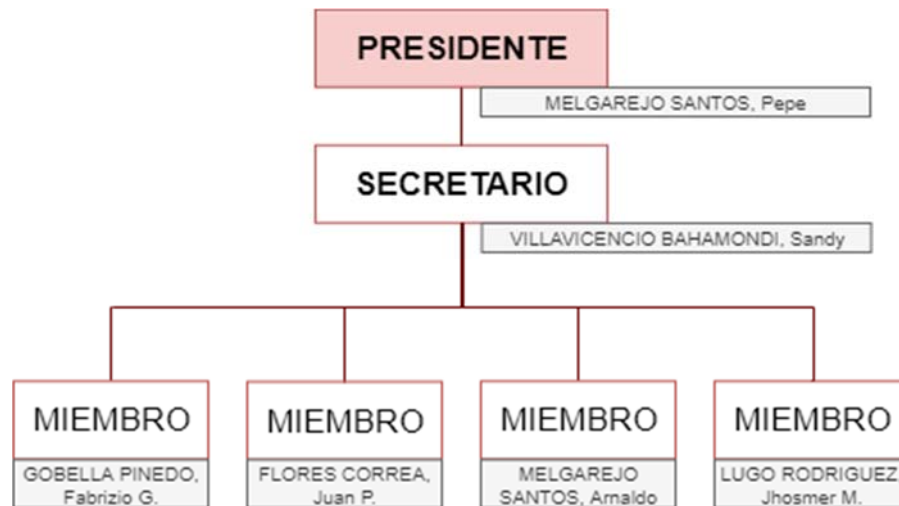 PRESIDENTE
MELGAREJO SANTOS, Pepe
SECRETARIO
VILLAVICENCIO BAHAMONDI, Sandy
MIEMBRO
GOBELLA PINEDO,
Fabrizio G.
MIEMBRO
FLORES CORREA,
Juan P.
MIEMBRO
MELGAREJO
SANTOS, Arnaldo
MIEMBRO
LUGO RODRIGUEZ,
Jhosmer M.